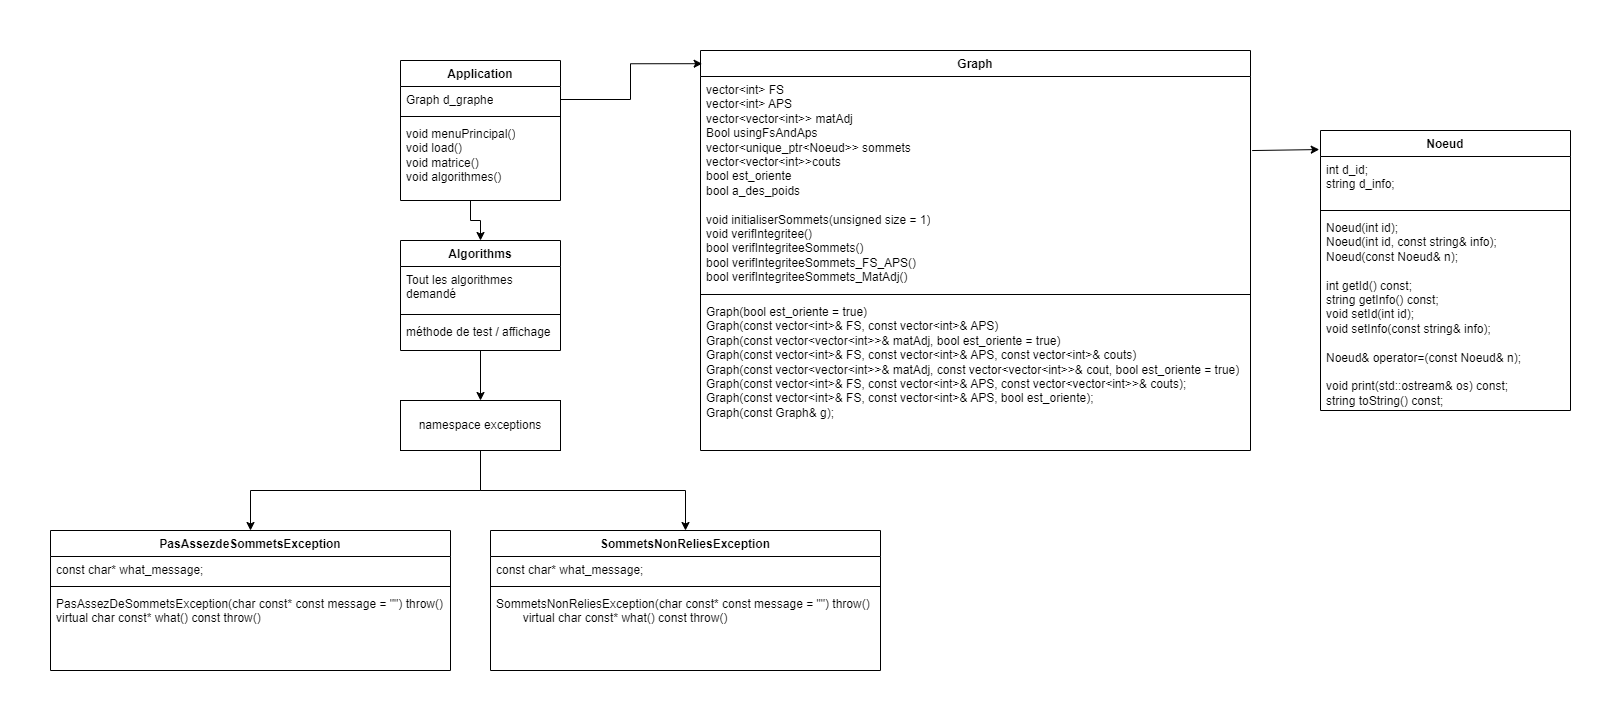 Application
Graph d_graphe
void menuPrincipal()
void load()
void matrice()
void algorithmes()
Algorithms
Tout les algorithmes
demandé
méthode de test / affichage
namespace exceptions
Graph
vector<int> FS
vector<int> APS
vector<vector<int>> matAdj
Bool usingFsAndAps
vector<unique_ptr<Noeud>> sommets
vector<vector<int>>couts
bool est_oriente
bool a_des_poids
void initialiserSommets(unsigned size = 1)
void verifIntegritee()
bool verifIntegriteeSommets()
bool verifIntegriteeSommets_FS_APS()
bool verifIntegriteeSommets_MatAdj()
Graph(bool est_oriente = true)
Graph(const vector<int>& FS, const vector<int>& APS)
Graph(const vector<vector<int>>& matAdj, bool est_oriente = true)
Graph(const vector<int>& FS, const vector<int>& APS, const vector<int>& couts)
Graph(const vector<vector<int>>& matAdj, const vector<vector<int>>& cout, bool est_oriente = true)
Graph(const vector<int>& FS, const vector<int>& APS, const vector<vector<int>>& couts);
Graph(const vector<int>& FS, const vector<int>& APS, bool est_oriente);
Graph(const Graph& g);
Noeud
int d_id;
string d_info;
Noeud(int id);
Noeud(int id, const string& info);
Noeud(const Noeud& n);
int getId() const;
string getInfo() const;
void setId(int id);
void setInfo(const string& info);
Noeud& operator=(const Noeud& n);
void print(std::ostream& os) const;
string toString() const;
PasAssezdeSommetsException
const char* what_message;
PasAssezDeSommetsException(char const* const message = "") throw()
virtual char const* what() const throw()
SommetsNonReliesException
const char* what_message;
SommetsNonReliesException(char const* const message = "") throw()
virtual char const* what() const throw()